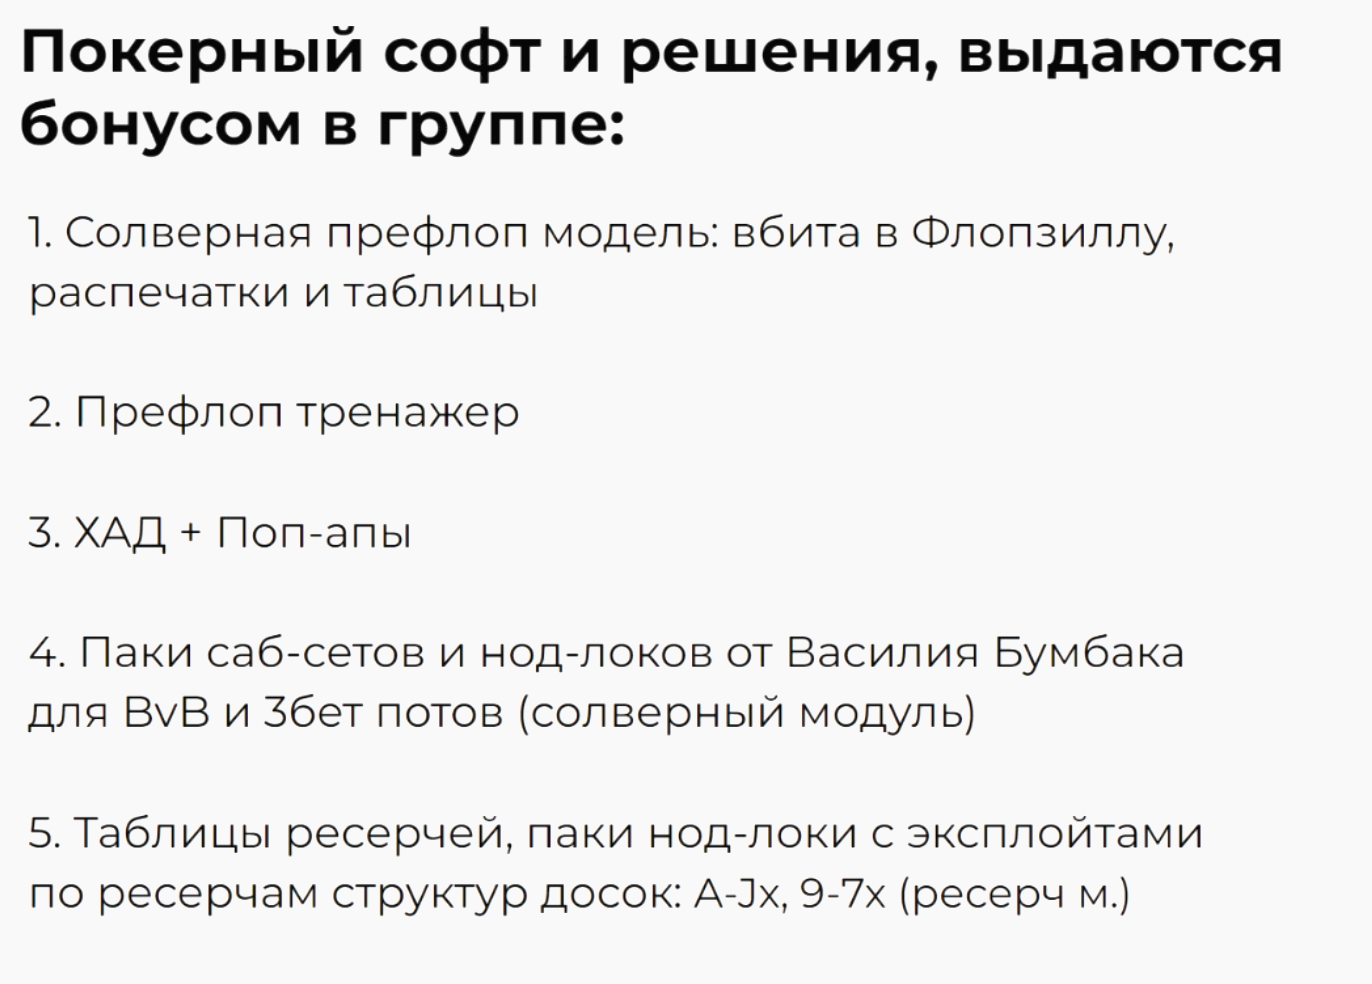 Покерный софт и решения, выдаются
бонусом в группе:
1. Солверная префлоп модель: вбита в Флопзиллу,
распечатки и таблицы
2. Префлоп тренажер
3. ХАД + Поп-апы
4. Паки саб-сетов и нод-локов от Василия Бумбака
для BvB и 3бет потов (солверный модуль)
5. Таблицы ресерчей, паки нод-локи с эксплойтами
по ресерчам структур досок: A-Jx, 9-7x (ресерч м.)